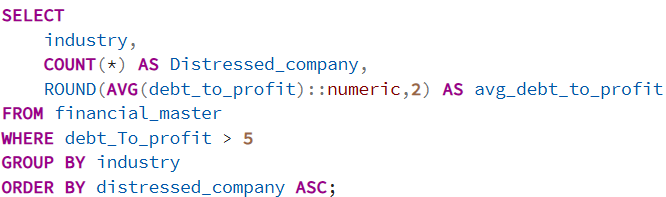 SELECT
    industry,
    COUNT(*) AS Distressed_company,
    ROUND(AVG(debt_to_profit)::numeric,2) AS avg_debt_to_profit
FROM financial_master
WHERE debt_To_profit > 5
GROUP BY industry
ORDER BY distressed_company ASC;